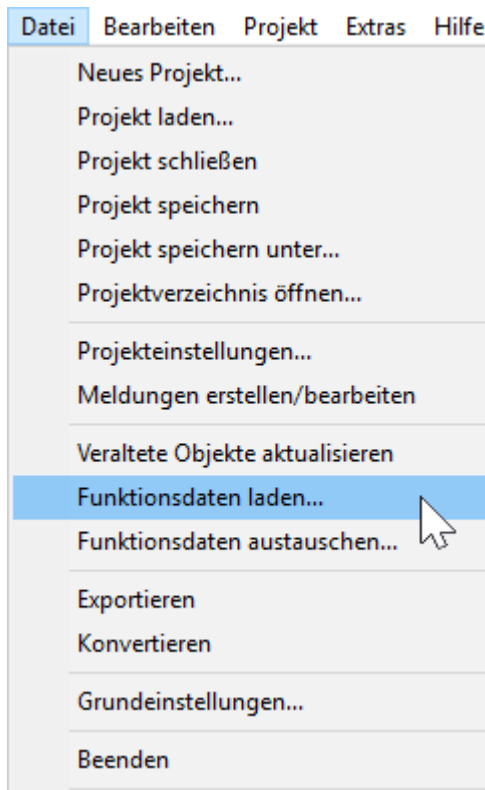 Datei Bearbeiten Projekt Extras Hilfe
Neues Projekt...
Projekt laden...
Projekt schließen
Projekt speichern
Projekt speichern unter...
Projektverzeichnis öffnen...
Projekteinstellungen...
Meldungen erstellen/bearbeiten
Veraltete Objekte aktualisieren
Funktionsdaten laden...
Funktionsdaten austauschen...
Exportieren
Konvertieren
Grundeinstellungen...
Beenden